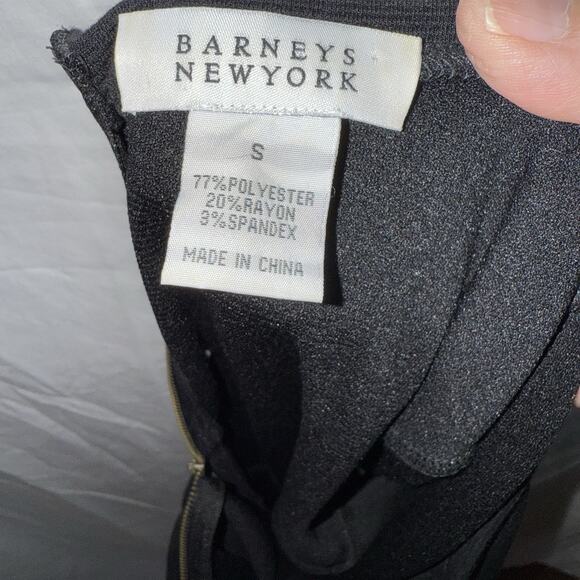 BARNEYS
NEWYORK
S
77%POLYESTER
20%RAYON
3%SPANDEX
MADE IN CHINA